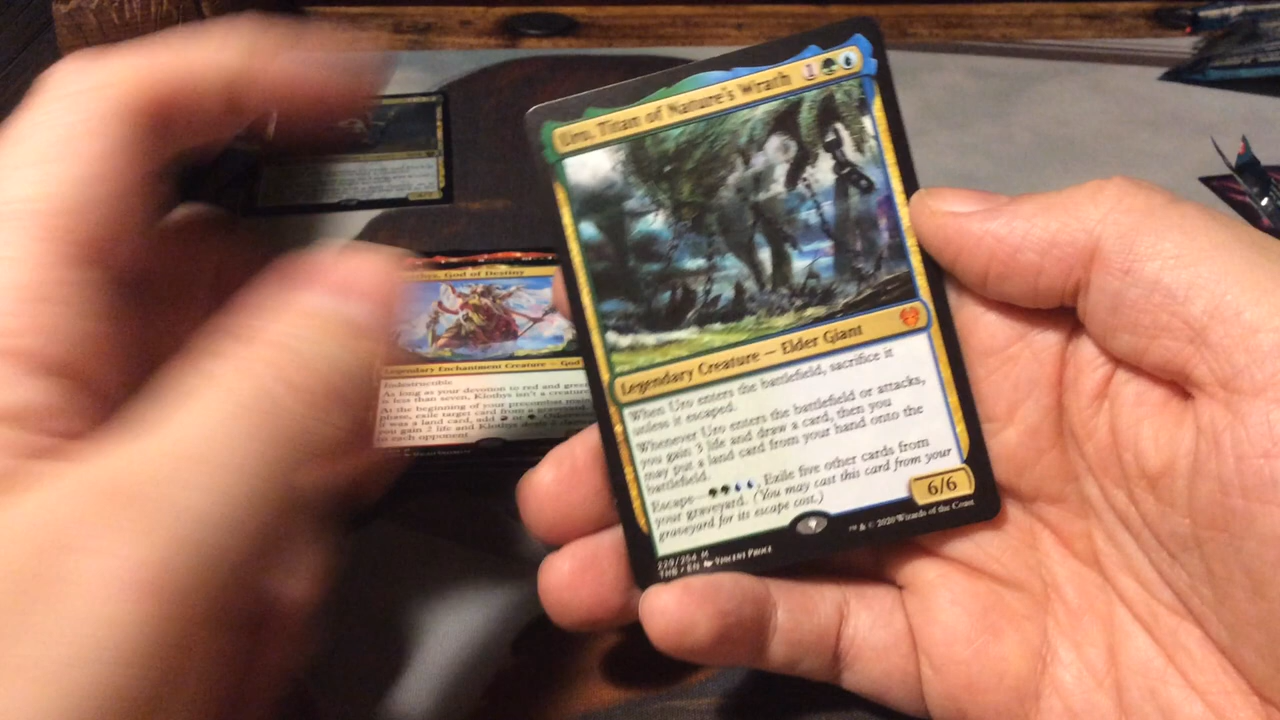 Uro, Titan of Nature's Wrath 1
Legendary Creature — Elder Giant
When Uro enters the battlefield, sacrifice it
unless it escaped.
Whenever Uro enters the battlefield or attacks,
you gain 3 life and draw a card, then you
may put a land card from your hand onto the
battlefield.
Escape—, Exile five other cards from
your graveyard. (You may cast this card from your
graveyard for its escape cost.)
6/6
229/254 M
THB • EN Vincent Proce
™ & © 2020 Wizards of the Coast
God of Destiny
Legendary Enchantment Creature — God
Indestructible
As long as your devotion to red and green
is less than seven, Klothys isn't a creature.
At the beginning of your precombat main
phase, exile target card from a graveyard.
it was a land card, add or
you gain 2 life and Klothys deals 2
to each opponent